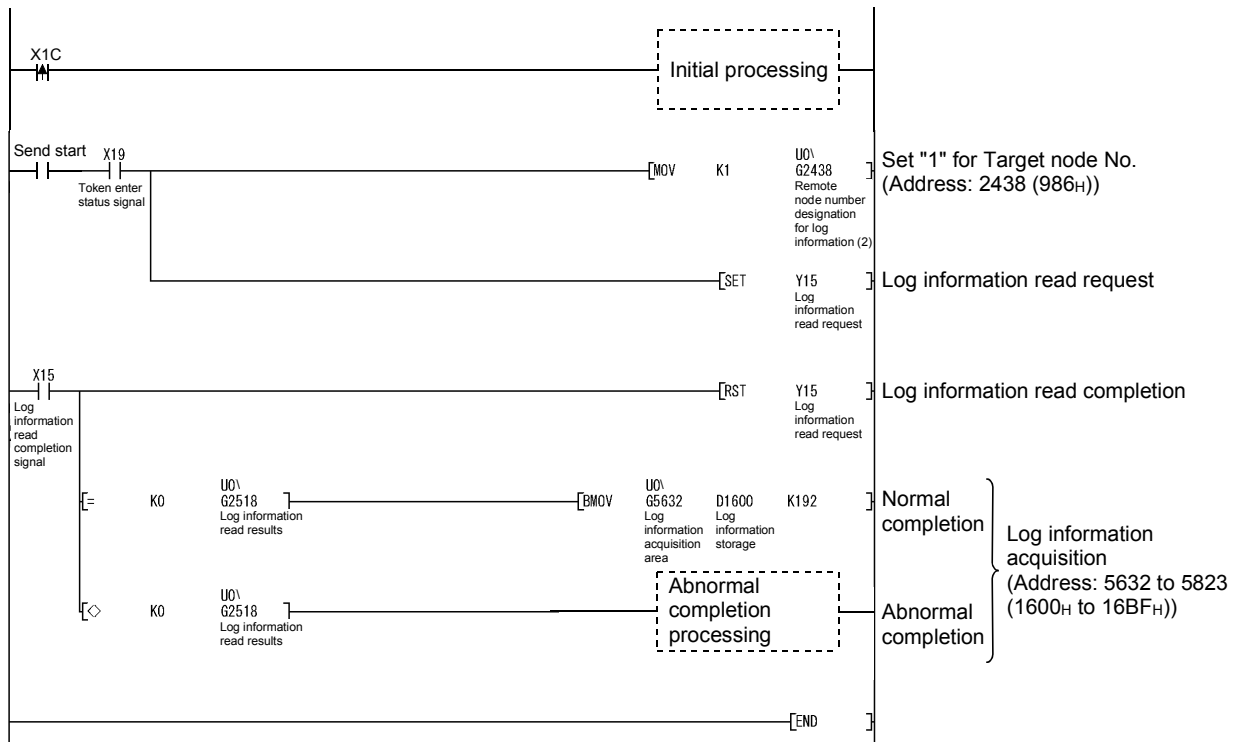 X1C
Initial processing
Send start
X19
Token enter
status signal
[MOV K1 U0\
G2438 ]
Remote
node number
designation
for log
information (2)
Set "1" for Target node No.
(Address: 2438 (986H))
[SET Y15 ]
Log
information
read request
Log information read request
X15
Log
information
read
completion
signal
[RST Y15 ]
Log
information
read request
Log information read completion
[= K0 U0\
G2518 ]
Log information
read results
[BMOV U0\
G5632 D1600 K192 ]
Log
information
acquisition
area
Log
information
storage
Normal
completion
[<> K0 U0\
G2518 ]
Log information
read results
Abnormal
completion
processing
Abnormal
completion
Log information
acquisition
(Address: 5632 to 5823
(1600H to 16BFH))
[END ]